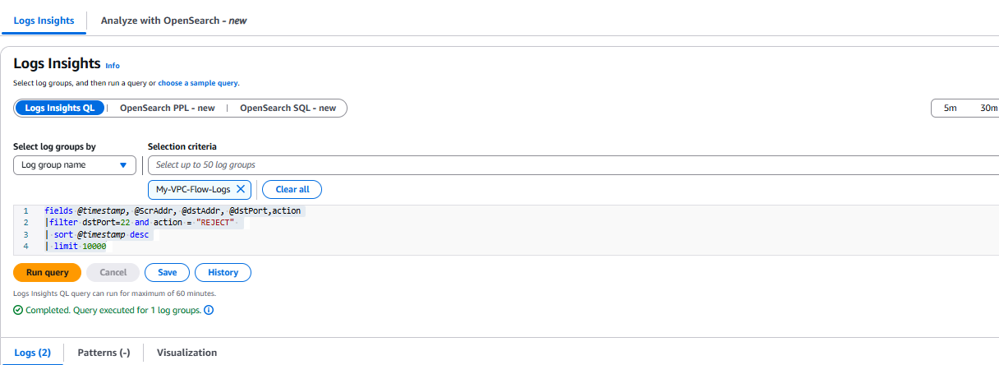 Logs Insights Analyze with OpenSearch - new
Logs Insights Info
Select log groups, and then run a query or choose a sample query.
Logs Insights QL OpenSearch PPL - new OpenSearch SQL - new 5m 30m
Select log groups by Selection criteria
Log group name Select up to 50 log groups
My-VPC-Flow-Logs Clear all
1 fields @timestamp, @ScrAddr, @dstAddr, @dstPort,action
2 |filter dstPort=22 and action = "REJECT"
3 | sort @timestamp desc
4 | limit 10000
Run query Cancel Save History
Logs Insights QL query can run for maximum of 60 minutes.
Completed. Query executed for 1 log groups.
Logs (2) Patterns (-) Visualization